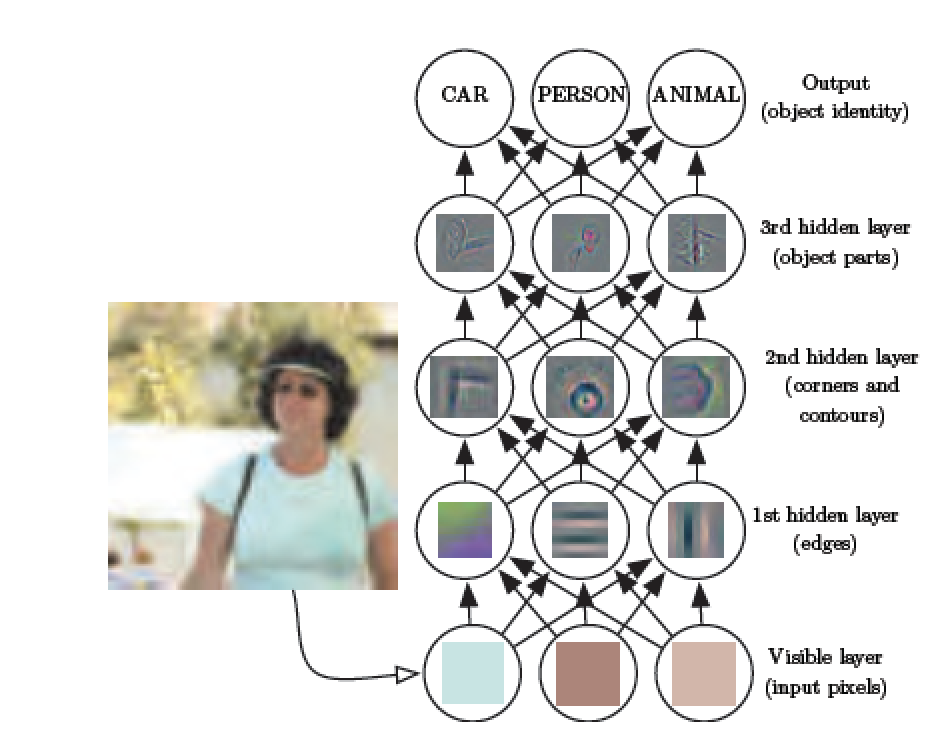 CAR PERSON ANIMAL
Output
(object identity)
3rd hidden layer
(object parts)
2nd hidden layer
(corners and
contours)
1st hidden layer
(edges)
Visible layer
(input pixels)